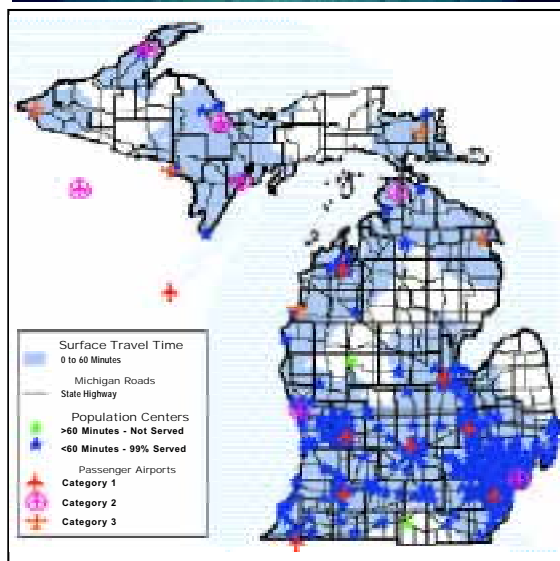 Surface Travel Time
0 to 60 Minutes
Michigan Roads
State Highway
Population Centers
>60 Minutes - Not Served
<60 Minutes - 99% Served
Passenger Airports
Category 1
Category 2
Category 3